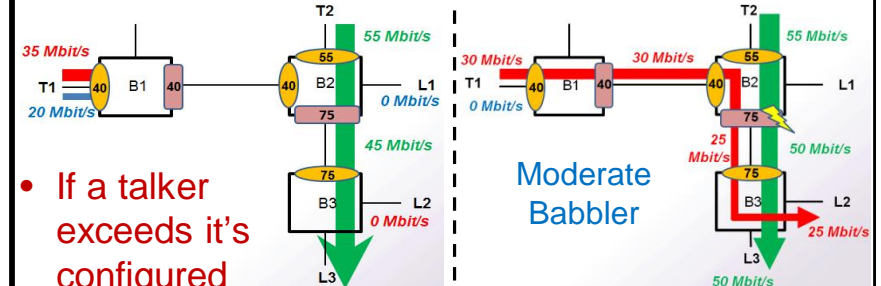 T2
55 Mbit/s
35 Mbit/s
55
T1
40
B1
40
40
B2
L1
0 Mbit/s
20 Mbit/s
75
45 Mbit/s
75
B3
L2
0 Mbit/s
L3
• If a talker
exceeds it's
configured
T2
55 Mbit/s
30 Mbit/s
30 Mbit/s
55
T1
40
B1
40
40
B2
L1
0 Mbit/s
75
25
Mbit/s
50 Mbit/s
Moderate
Babbler
75
B3
L2
25 Mbit/s
L3
50 Mbit/s